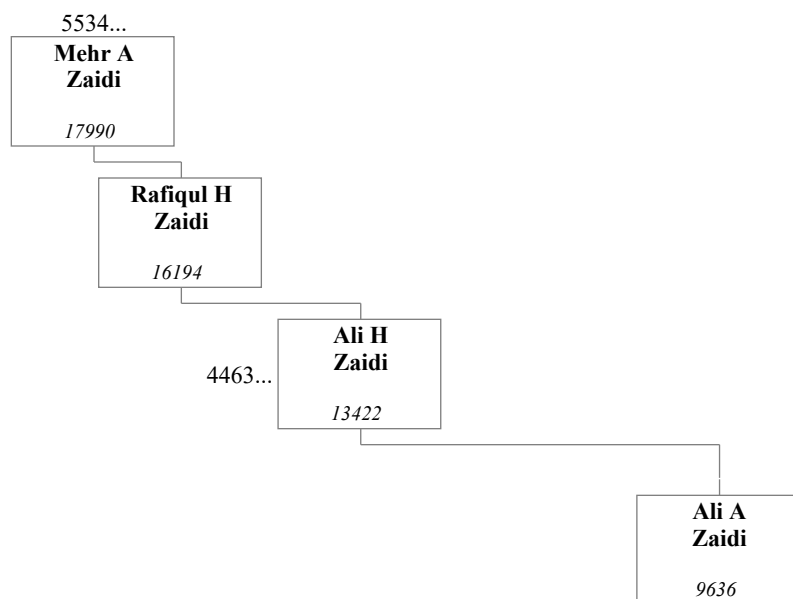 5534...
Mehr A
Zaidi
17990
Rafiqul H
Zaidi
16194
Ali H
Zaidi
4463...
13422
Ali A
Zaidi
9636